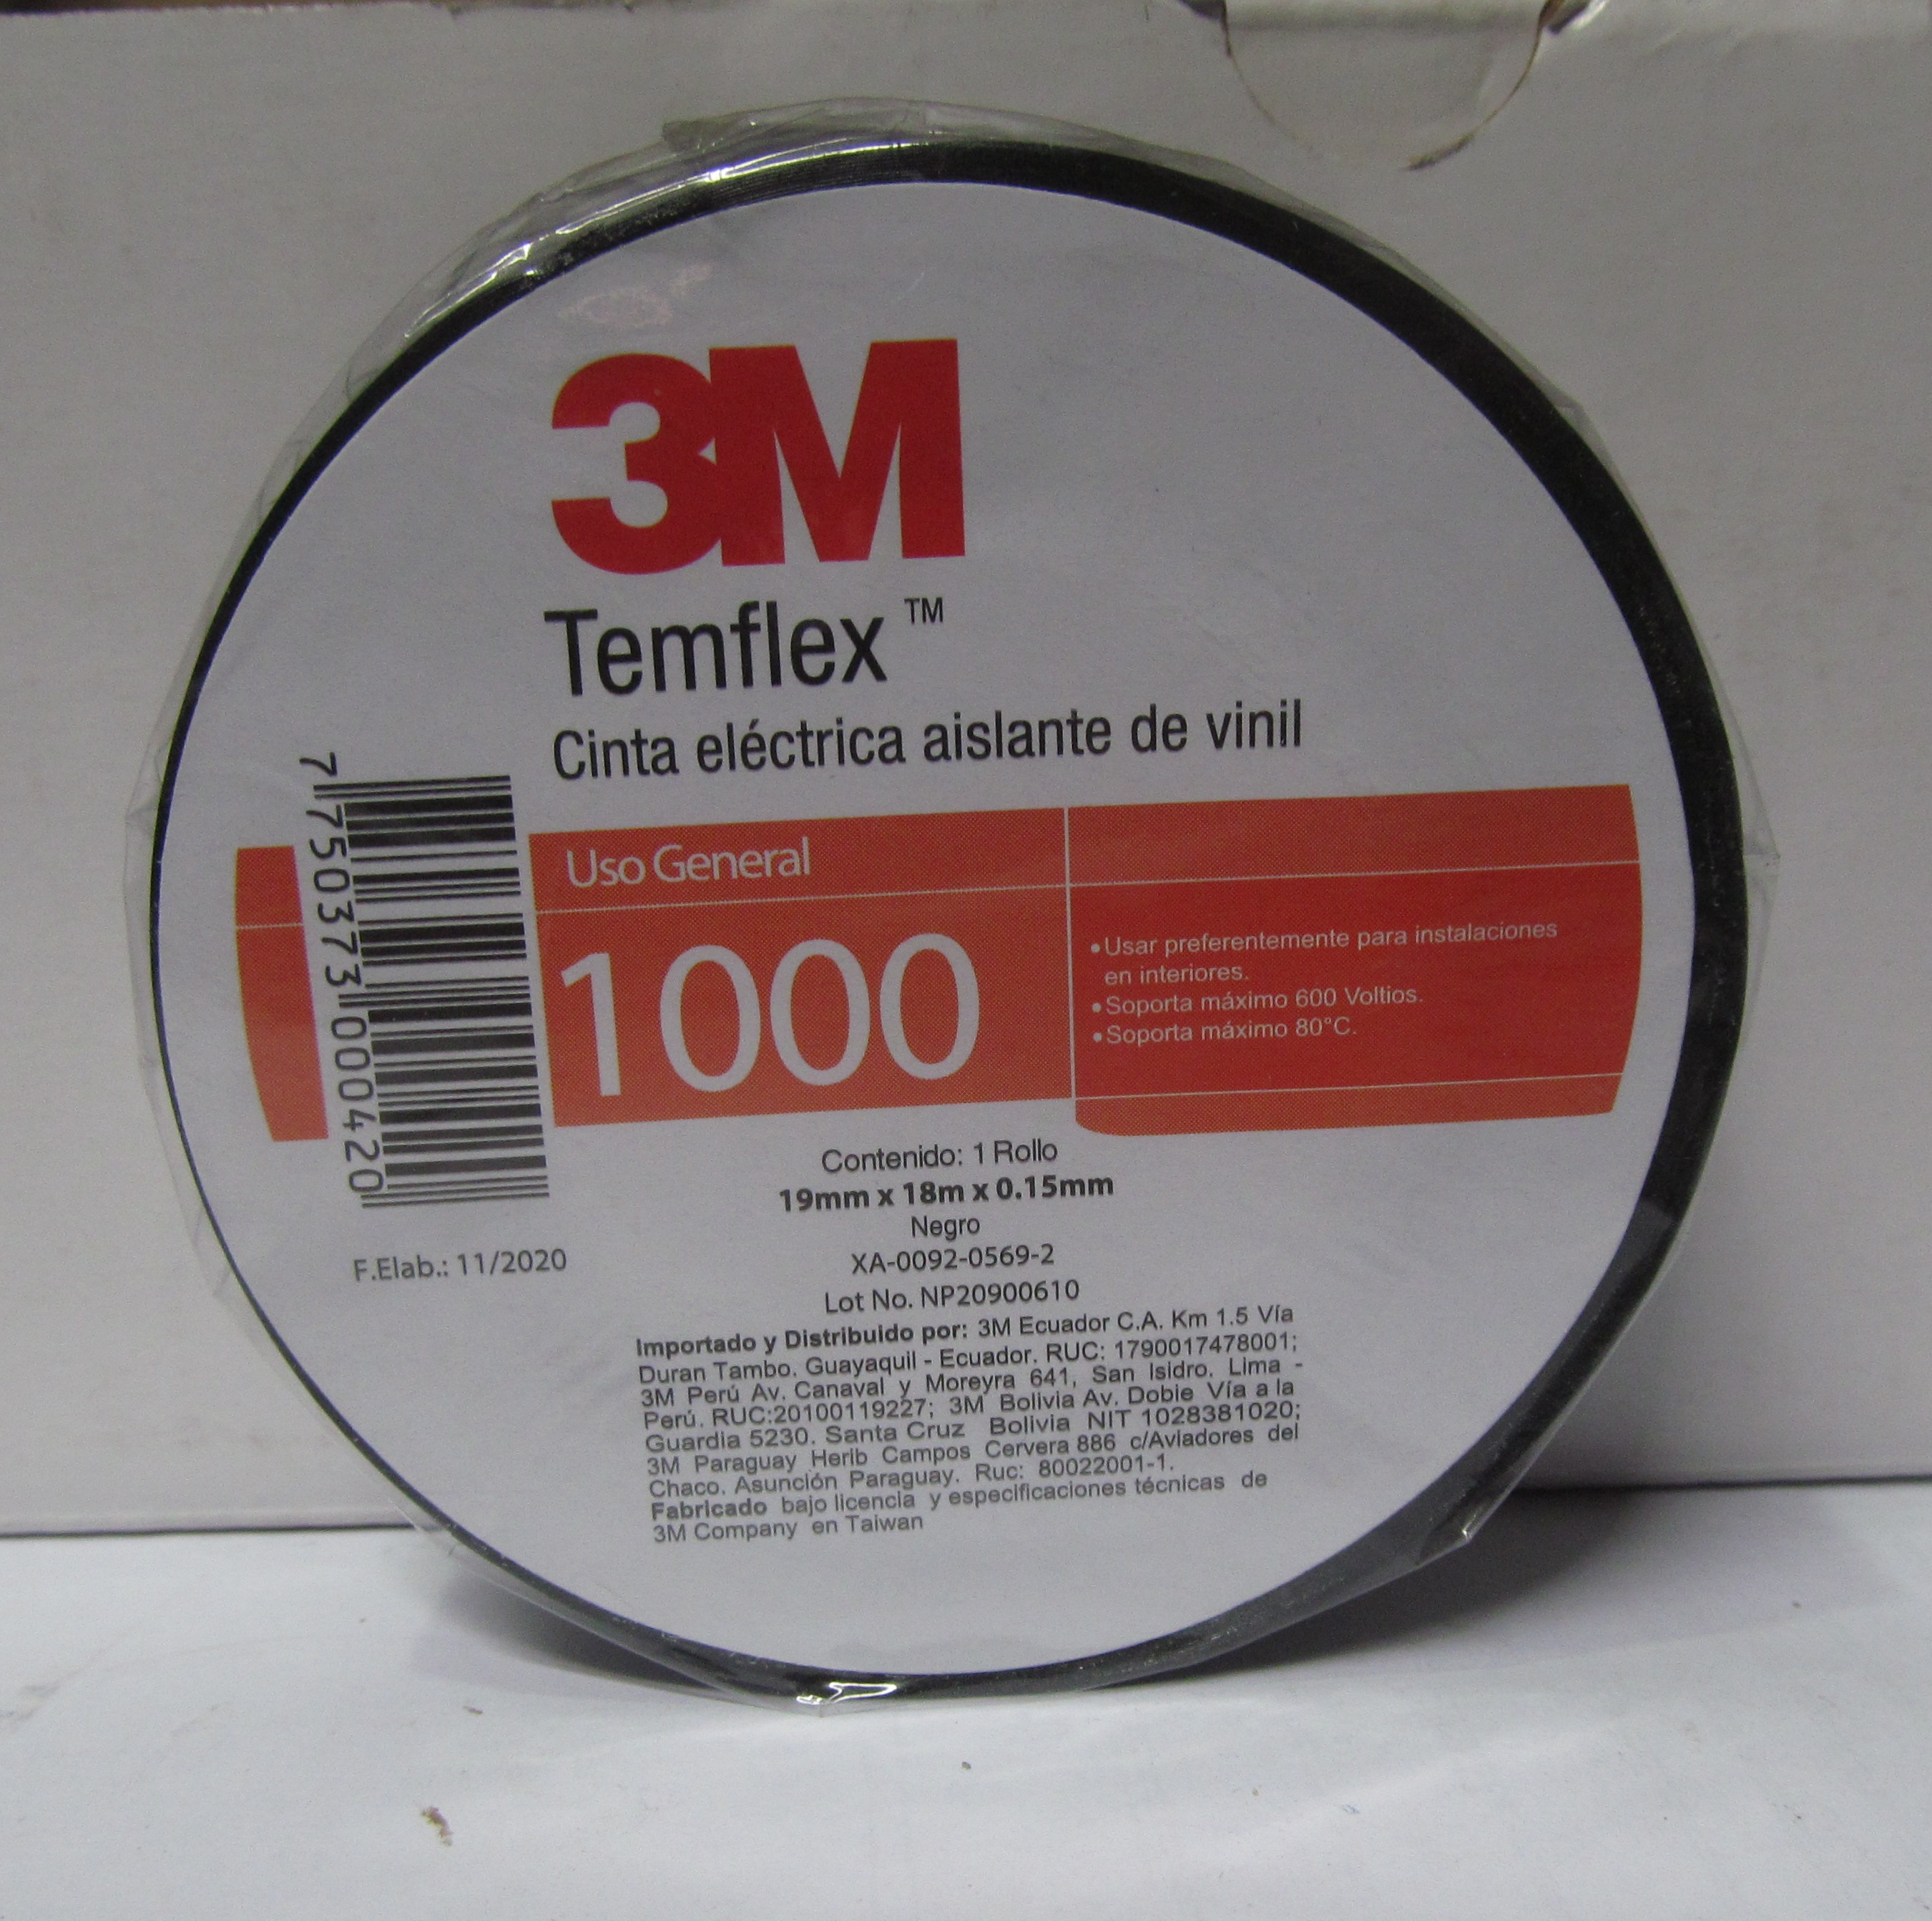 3M
Temflex™
Cinta eléctrica aislante de vinil
Uso General
1000
•Usar preferentemente para instalaciones
en interiores.
•Soporta máximo 600 Voltios.
•Soporta máximo 80°C.
7 750373 000420
F.Elab.: 11/2020
Contenido: 1 Rollo
19mm x 18m x 0.15mm
Negro
XA-0092-0569-2
Lot No. NP20900610
Importado y Distribuido por: 3M Ecuador C.A. Km 1.5 Vía
Duran Tambo. Guayaquil - Ecuador. RUC: 1790017478001;
3M Perú Av. Canaval y Moreyra 641, San Isidro. Lima -
Perú. RUC:20100119227; 3M Bolivia Av. Doble Vía a la
Guardia 5230. Santa Cruz Bolivia NIT 1028381020;
3M Paraguay Herib Campos Cervera 886 c/Aviadores del
Chaco. Asunción Paraguay. Ruc: 80022001-1.
Fabricado bajo licencia y especificaciones técnicas de
3M Company en Taiwan